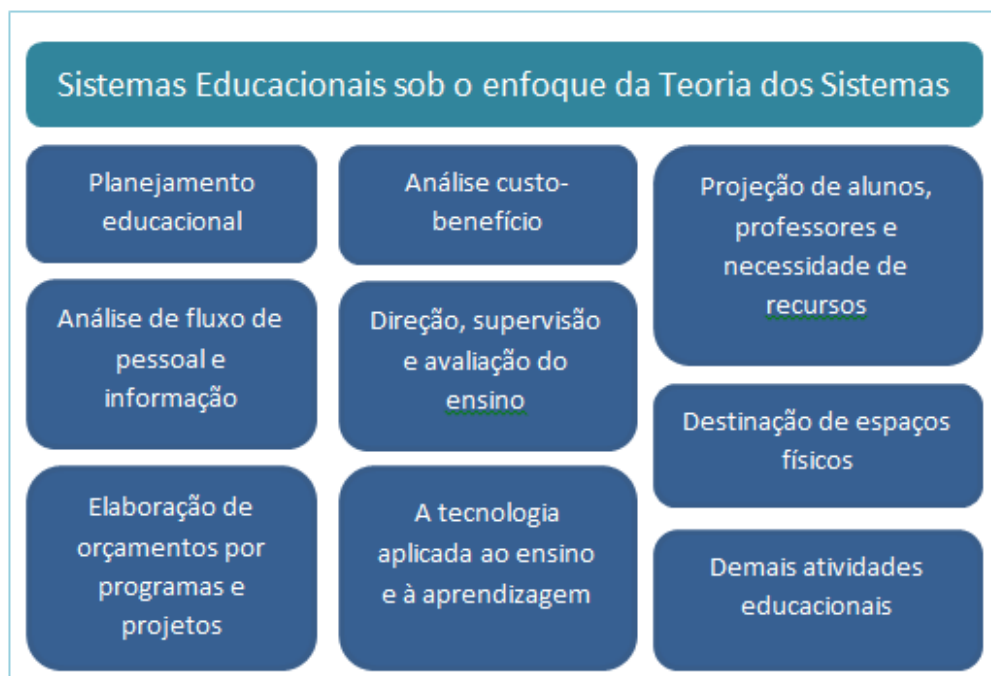 Sistemas Educacionais sob o enfoque da Teoria dos Sistemas
Planejamento
educacional
Análise custo-
benefício
Projeção de alunos,
professores e
necessidade de
recursos
Análise de fluxo de
pessoal e
informação
Direção, supervisão
e avaliação do
ensino
Destinação de espaços
físicos
Elaboração de
orçamentos por
programas e
projetos
A tecnologia
aplicada ao ensino
e à aprendizagem
Demais atividades
educacionais